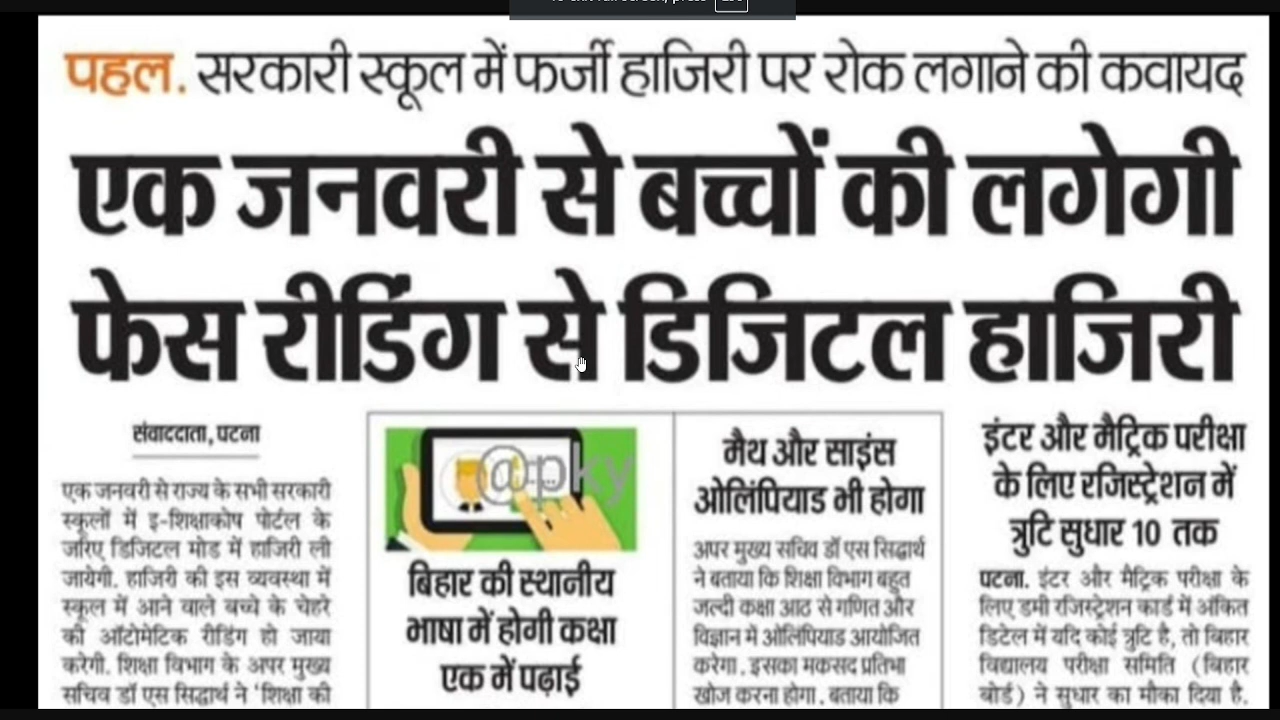 पहल. सरकारी स्कूल में फर्जी हाजिरी पर रोक लगाने की कवायद
एक जनवरी से बच्चों की लगेगी
फेस रीडिंग से डिजिटल हाजिरी
संवाददाता, पटना
एक जनवरी से राज्य के सभी सरकारी
स्कूलों में इ-शिक्षाकोष पोर्टल के
जरिए डिजिटल मोड में हाजिरी ली
जायेगी. हाजिरी की इस व्यवस्था में
स्कूल में आने वाले बच्चे के चेहरे
की ऑटोमेटिक रीडिंग हो जाया
करेगी. शिक्षा विभाग के अपर मुख्य
सचिव डॉ एस सिद्धार्थ ने 'शिक्षा की
@pky
बिहार की स्थानीय
भाषा में होगी कक्षा
एक में पढ़ाई
मैथ और साइंस
ओलिंपियाड भी होगा
अपर मुख्य सचिव डॉ एस सिद्धार्थ
ने बताया कि शिक्षा विभाग बहुत
जल्दी कक्षा आठ से गणित और
विज्ञान में ओलिंपियाड आयोजित
करेगा. इसका मकसद प्रतिभा
खोज करना होगा. बताया कि
इंटर और मैट्रिक परीक्षा
के लिए रजिस्ट्रेशन में
त्रुटि सुधार 10 तक
पटना. इंटर और मैट्रिक परीक्षा के
लिए डमी रजिस्ट्रेशन कार्ड में अंकित
डिटेल में यदि कोई त्रुटि है, तो बिहार
विद्यालय परीक्षा समिति (बिहार
बोर्ड) ने सुधार का मौका दिया है.